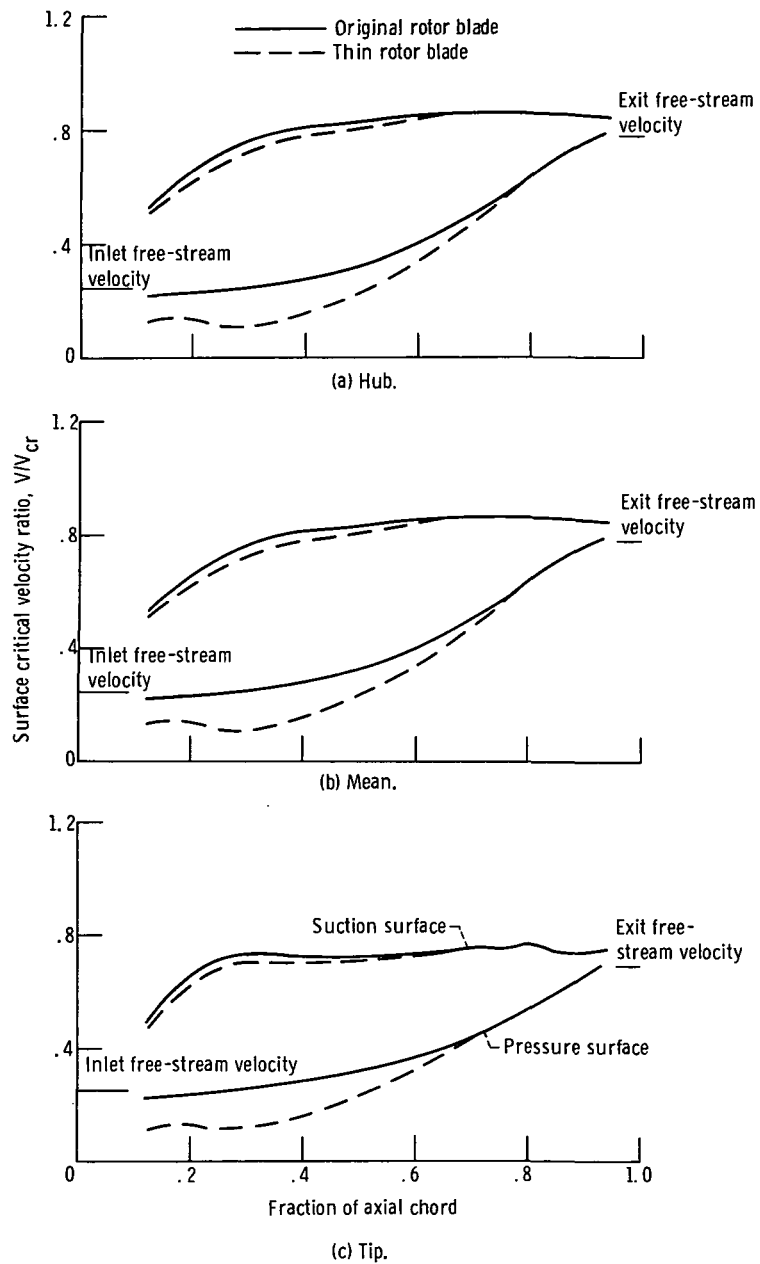 1.2
Original rotor blade
Thin rotor blade
Exit free-stream
velocity
.8
.4
Inlet free-stream
velocity
0
(a) Hub.
Surface critical velocity ratio, V/Vcr
1.2
Exit free-stream
velocity
.8
.4
Inlet free-stream
velocity
0
(b) Mean.
1.2
Suction surface
Exit free-
stream velocity
.8
Pressure surface
.4
Inlet free-stream velocity
0 .2 .4 .6 .8 1.0
Fraction of axial chord
(c) Tip.